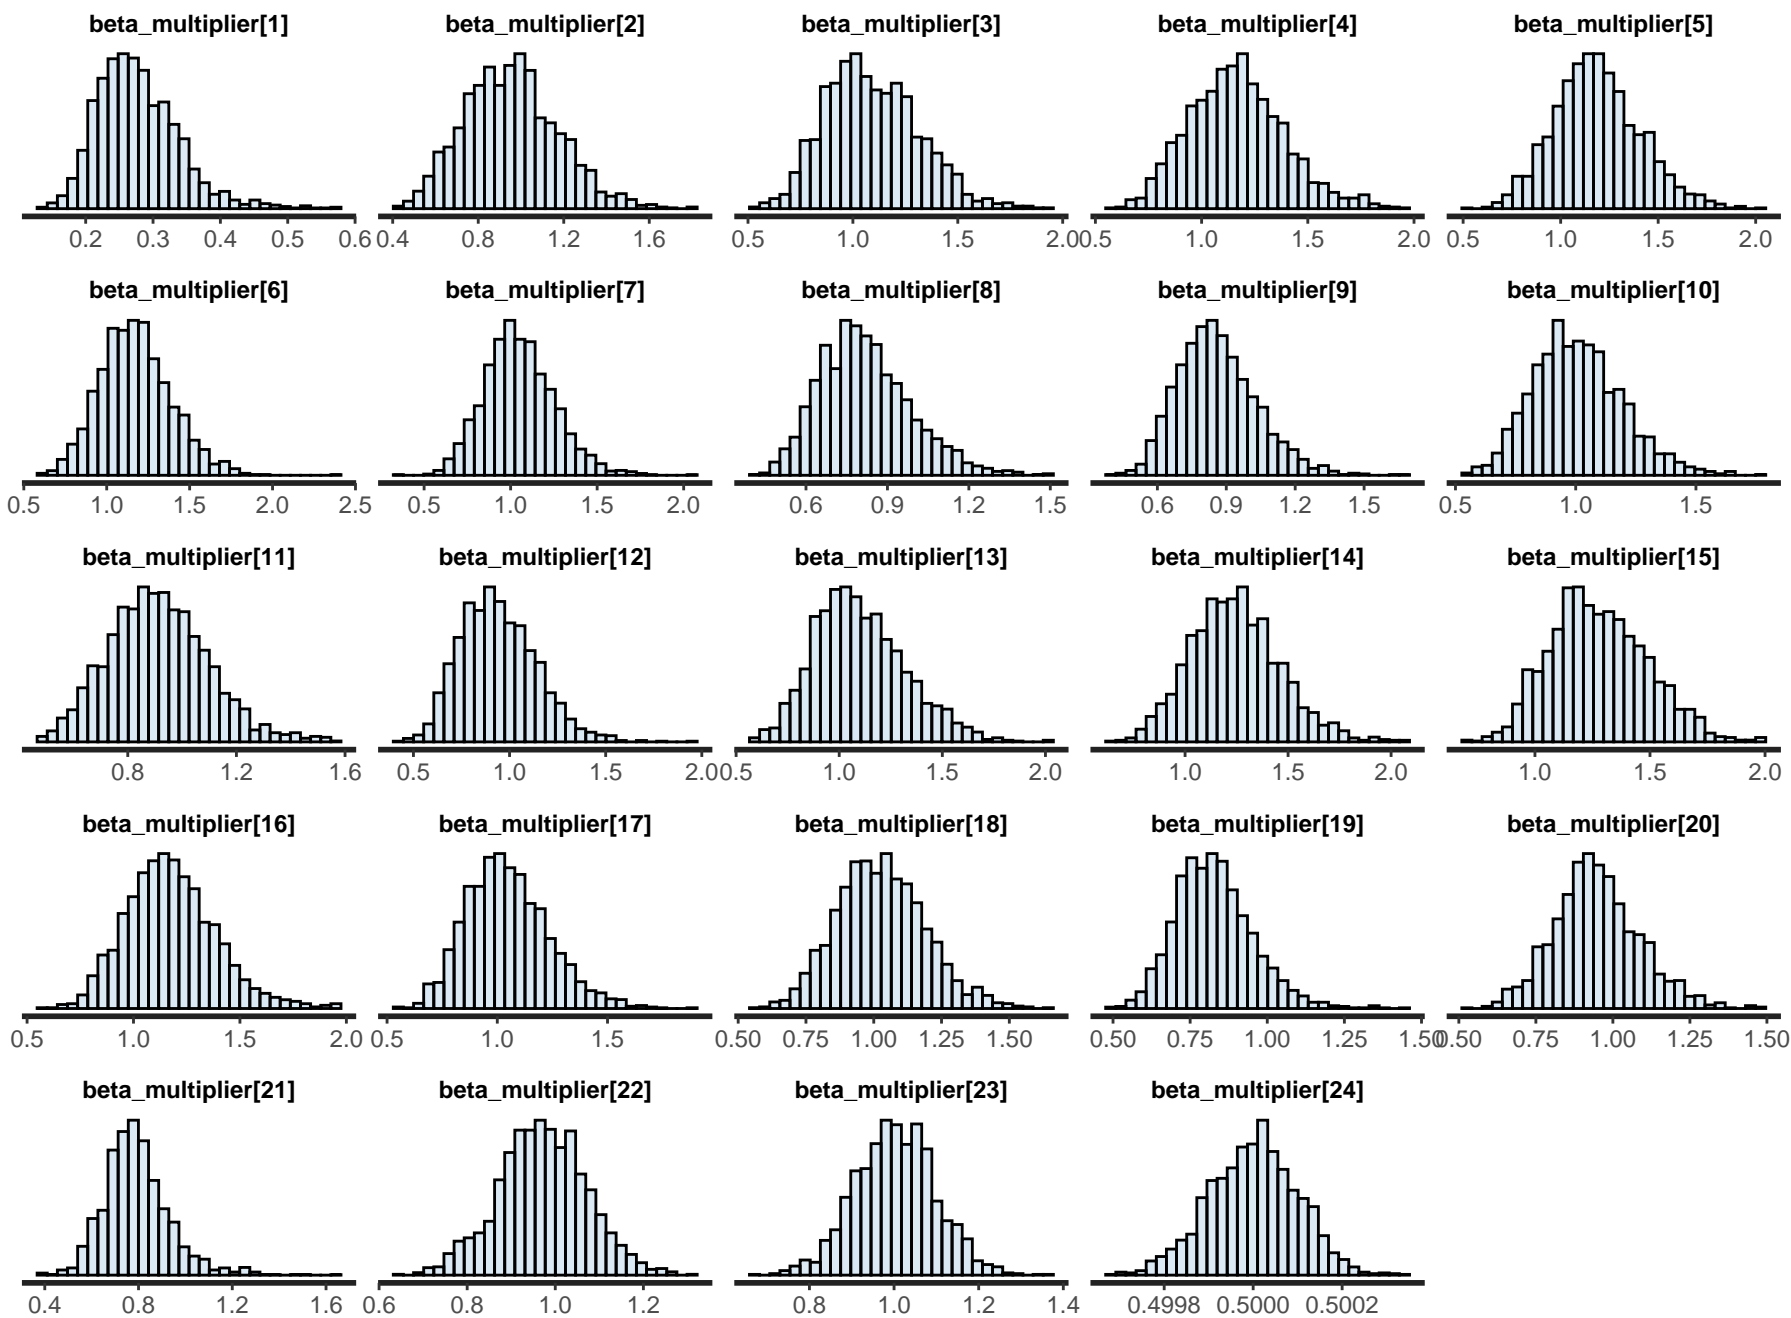 beta_multiplier[1] beta_multiplier[2] beta_multiplier[3] beta_multiplier[4] beta_multiplier[5]
0.2 0.3 0.4 0.5 0.6 0.4 0.8 1.2 1.6 0.5 1.0 1.5 2.0 0.5 1.0 1.5 2.0 0.5 1.0 1.5 2.0
beta_multiplier[6] beta_multiplier[7] beta_multiplier[8] beta_multiplier[9] beta_multiplier[10]
0.5 1.0 1.5 2.0 2.5 0.5 1.0 1.5 2.0 0.6 0.9 1.2 1.5 0.6 0.9 1.2 1.5 0.5 1.0 1.5
beta_multiplier[11] beta_multiplier[12] beta_multiplier[13] beta_multiplier[14] beta_multiplier[15]
0.8 1.2 1.6 0.5 1.0 1.5 2.0 0.5 1.0 1.5 2.0 1.0 1.5 2.0 1.0 1.5 2.0
beta_multiplier[16] beta_multiplier[17] beta_multiplier[18] beta_multiplier[19] beta_multiplier[20]
0.5 1.0 1.5 2.0 0.5 1.0 1.5 0.50 0.75 1.00 1.25 1.50 0.50 0.75 1.00 1.25 1.50 0.50 0.75 1.00 1.25 1.50
beta_multiplier[21] beta_multiplier[22] beta_multiplier[23] beta_multiplier[24]
0.4 0.8 1.2 1.6 0.6 0.8 1.0 1.2 0.8 1.0 1.2 1.4 0.4998 0.5000 0.5002